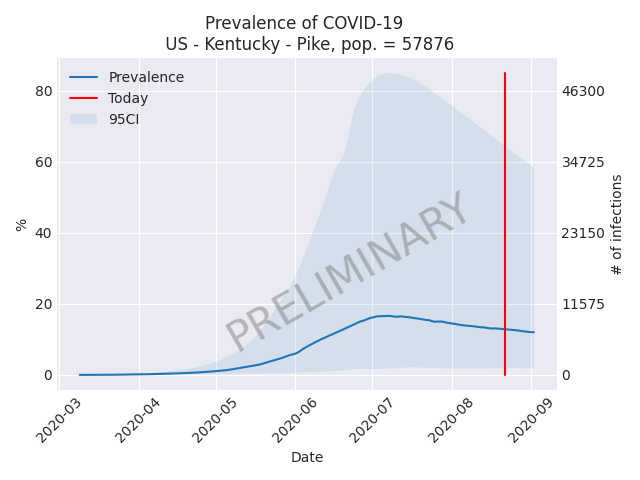 Prevalence of COVID-19
US - Kentucky - Pike, pop. = 57876
Prevalence
Today
95CI
80
60
40
20
0
%
46300
34725
23150
11575
0
# of infections
PRELIMINARY
2020-03
2020-04
2020-05
2020-06
2020-07
2020-08
2020-09
Date